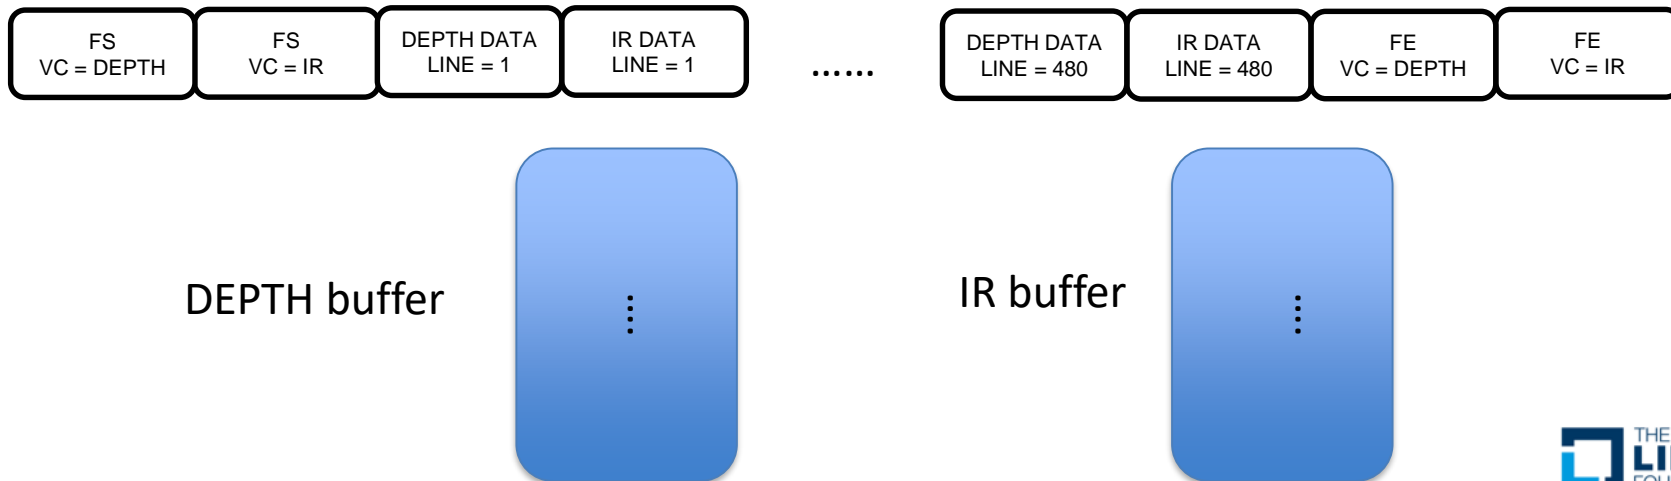 FS
VC = DEPTH
FS
VC = IR
DEPTH DATA
LINE = 1
IR DATA
LINE = 1
......
DEPTH DATA
LINE = 480
IR DATA
LINE = 480
FE
VC = DEPTH
FE
VC = IR
DEPTH buffer
IR buffer
THE